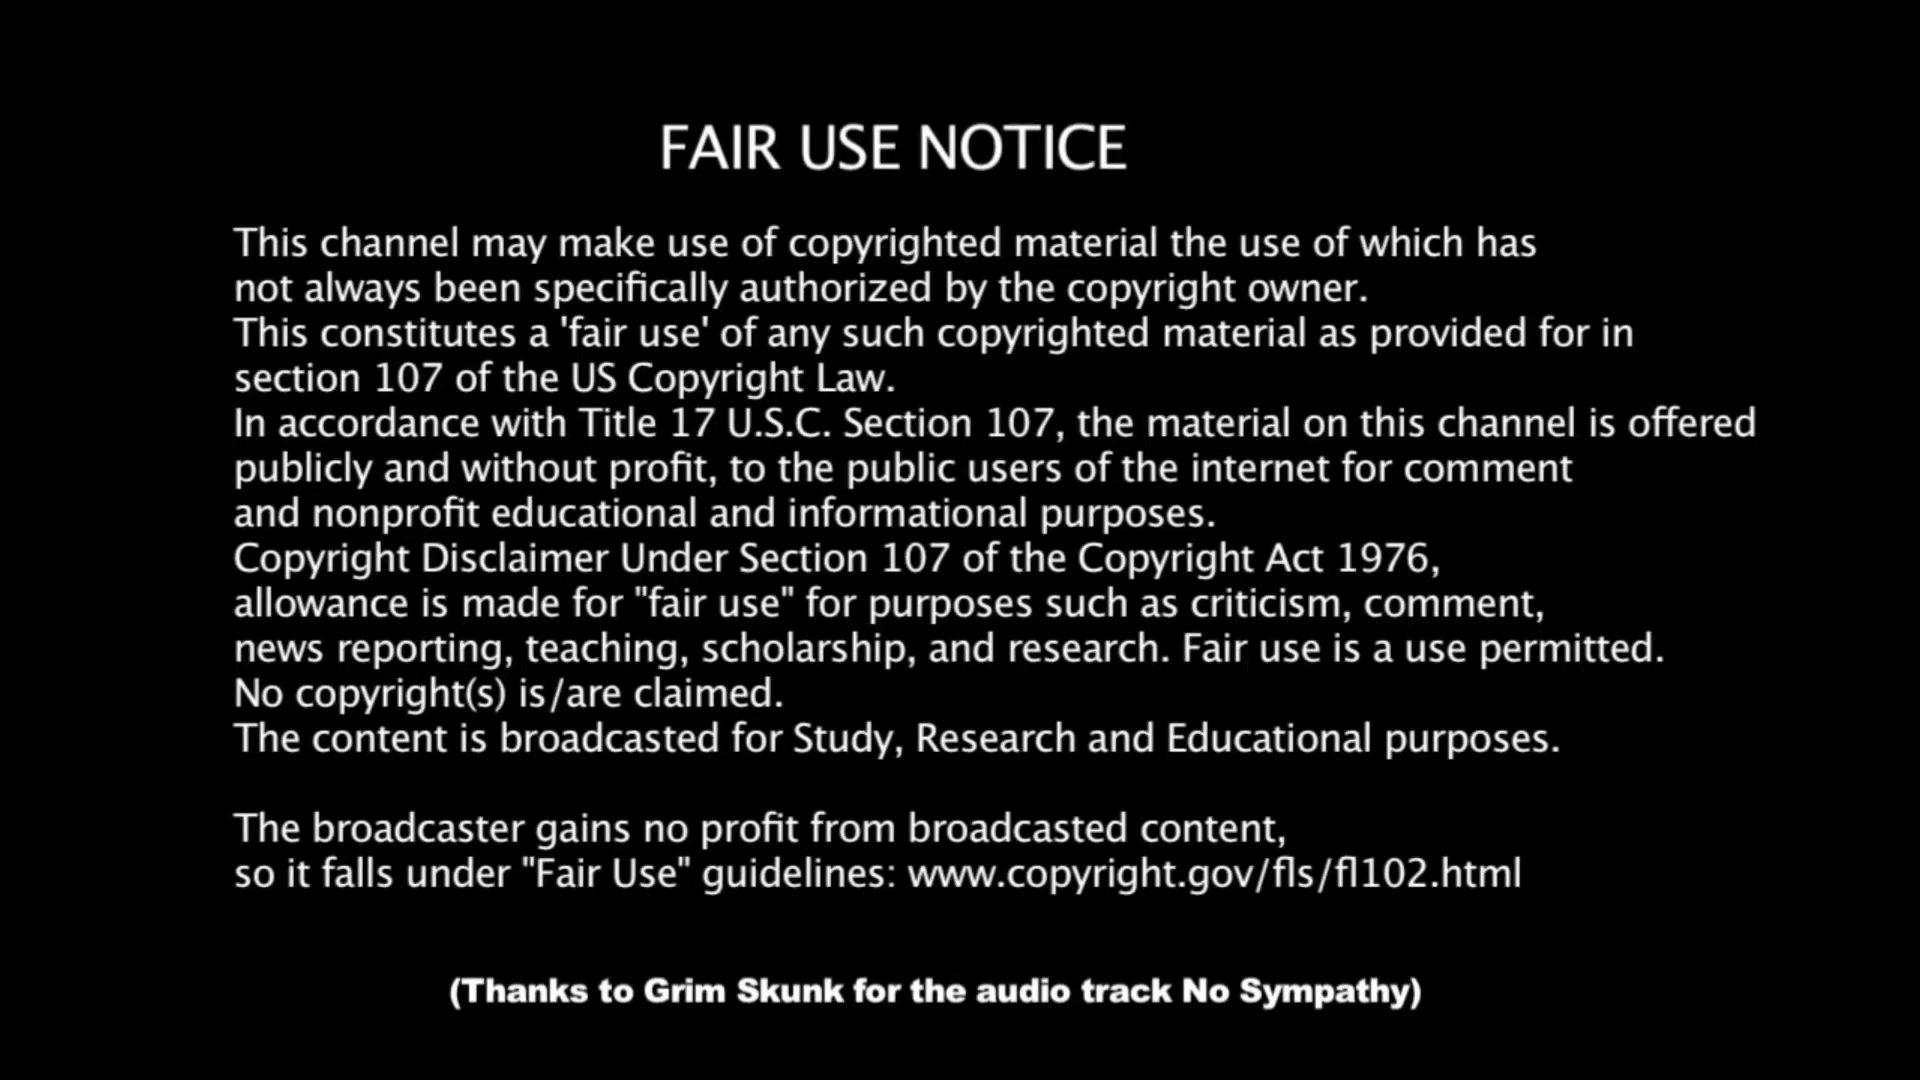 FAIR USE NOTICE
This channel may make use of copyrighted material the use of which has
not always been specifically authorized by the copyright owner.
This constitutes a 'fair use' of any such copyrighted material as provided for in
section 107 of the US Copyright Law.
In accordance with Title 17 U.S.C. Section 107, the material on this channel is offered
publicly and without profit, to the public users of the internet for comment
and nonprofit educational and informational purposes.
Copyright Disclaimer Under Section 107 of the Copyright Act 1976,
allowance is made for "fair use" for purposes such as criticism, comment,
news reporting, teaching, scholarship, and research. Fair use is a use permitted.
No copyright(s) is/are claimed.
The content is broadcasted for Study, Research and Educational purposes.
The broadcaster gains no profit from broadcasted content,
so it falls under "Fair Use" guidelines: www.copyright.gov/fls/fl102.html
(Thanks to Grim Skunk for the audio track No Sympathy)